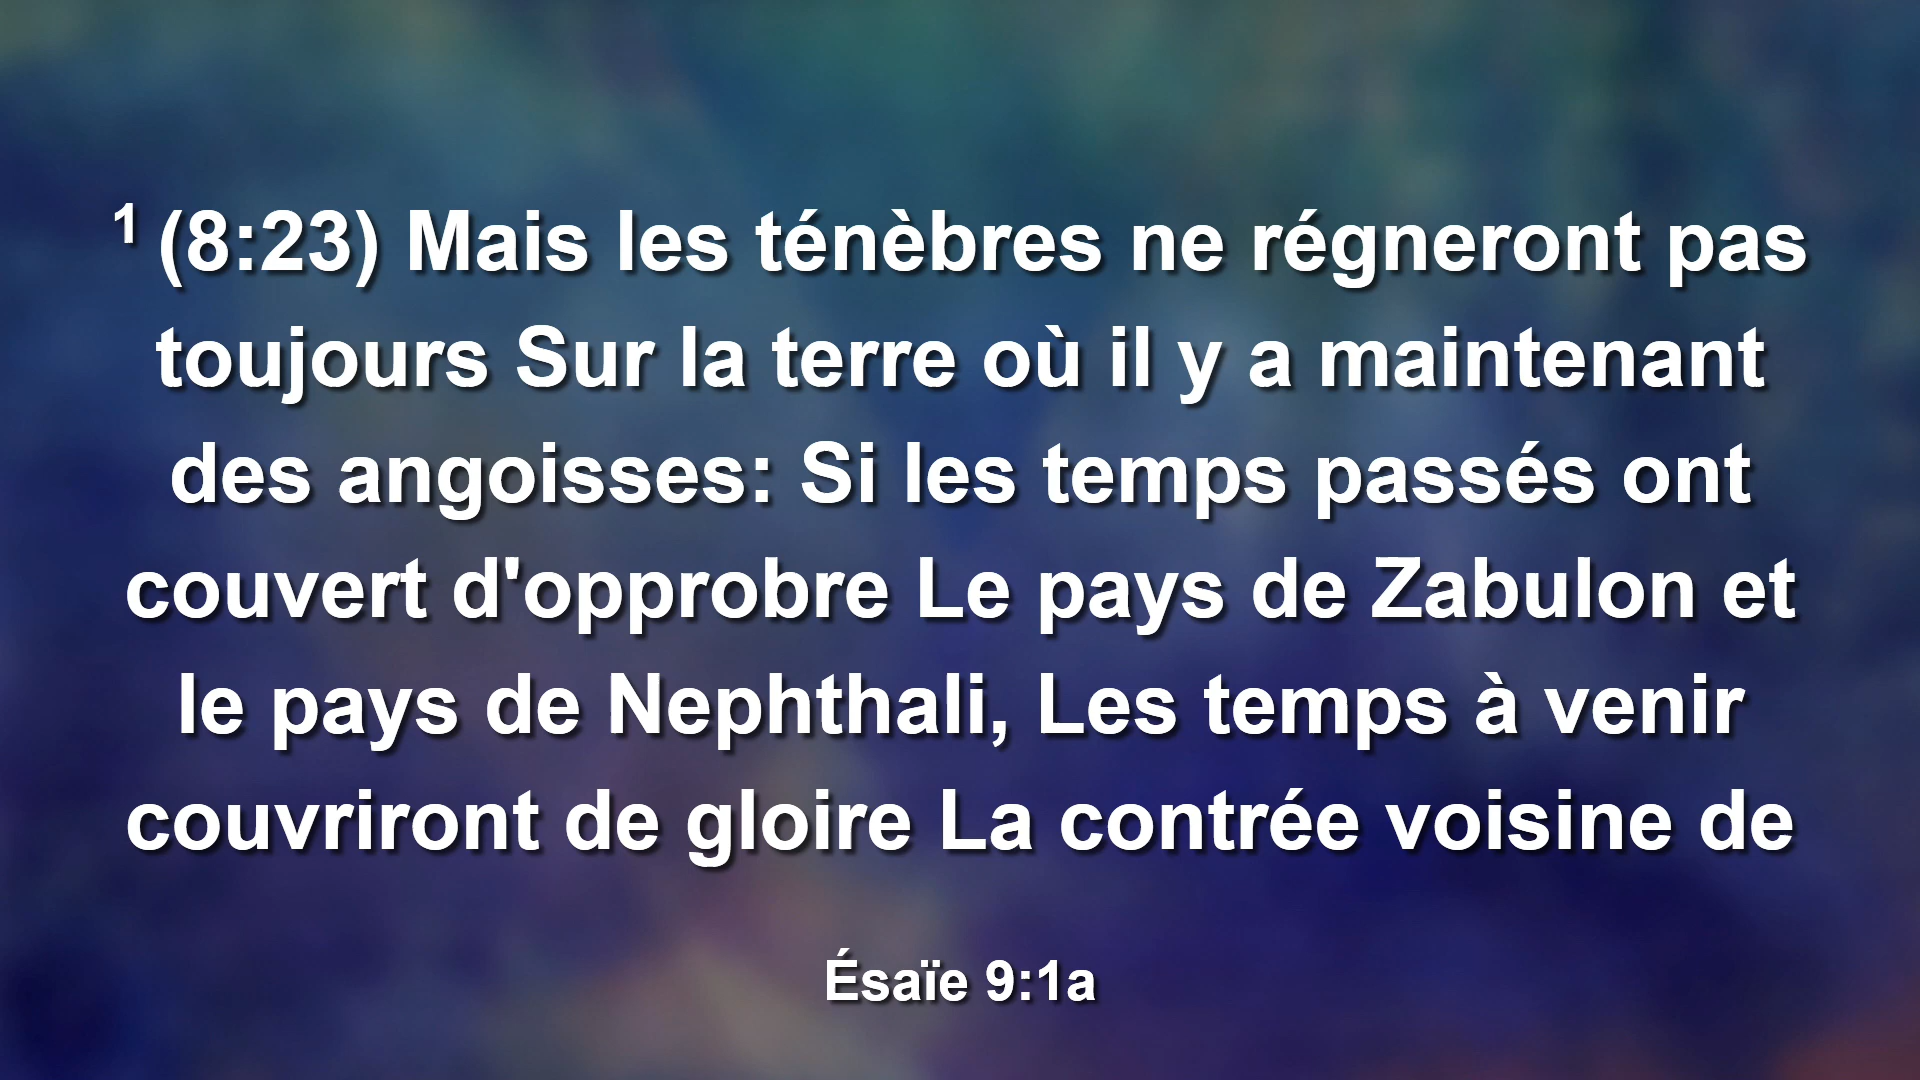 1 (8:23) Mais les ténèbres ne régneront pas
toujours Sur la terre où il y a maintenant
des angoisses: Si les temps passés ont
couvert d'opprobre Le pays de Zabulon et
le pays de Nephthali, Les temps à venir
couvriront de gloire La contrée voisine de
Ésaïe 9:1a